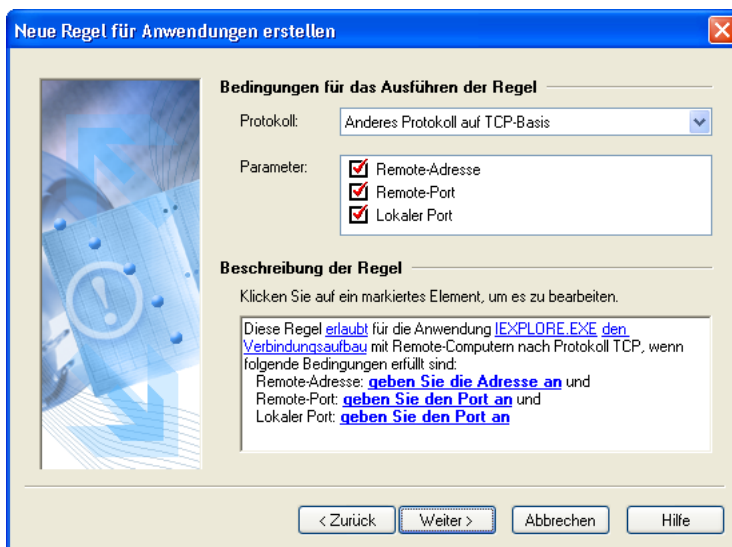 Neue Regel für Anwendungen erstellen
Bedingungen für das Ausführen der Regel
Protokoll: Anderes Protokoll auf TCP-Basis
Parameter: Remote-Adresse
Remote-Port
Lokaler Port
Beschreibung der Regel
Klicken Sie auf ein markiertes Element, um es zu bearbeiten.
Diese Regel erlaubt für die Anwendung IEXPLORE.EXE den
Verbindungsaufbau mit Remote-Computern nach Protokoll TCP, wenn
folgende Bedingungen erfüllt sind:
Remote-Adresse: geben Sie die Adresse an und
Remote-Port: geben Sie den Port an und
Lokaler Port: geben Sie den Port an
< Zurück Weiter > Abbrechen Hilfe